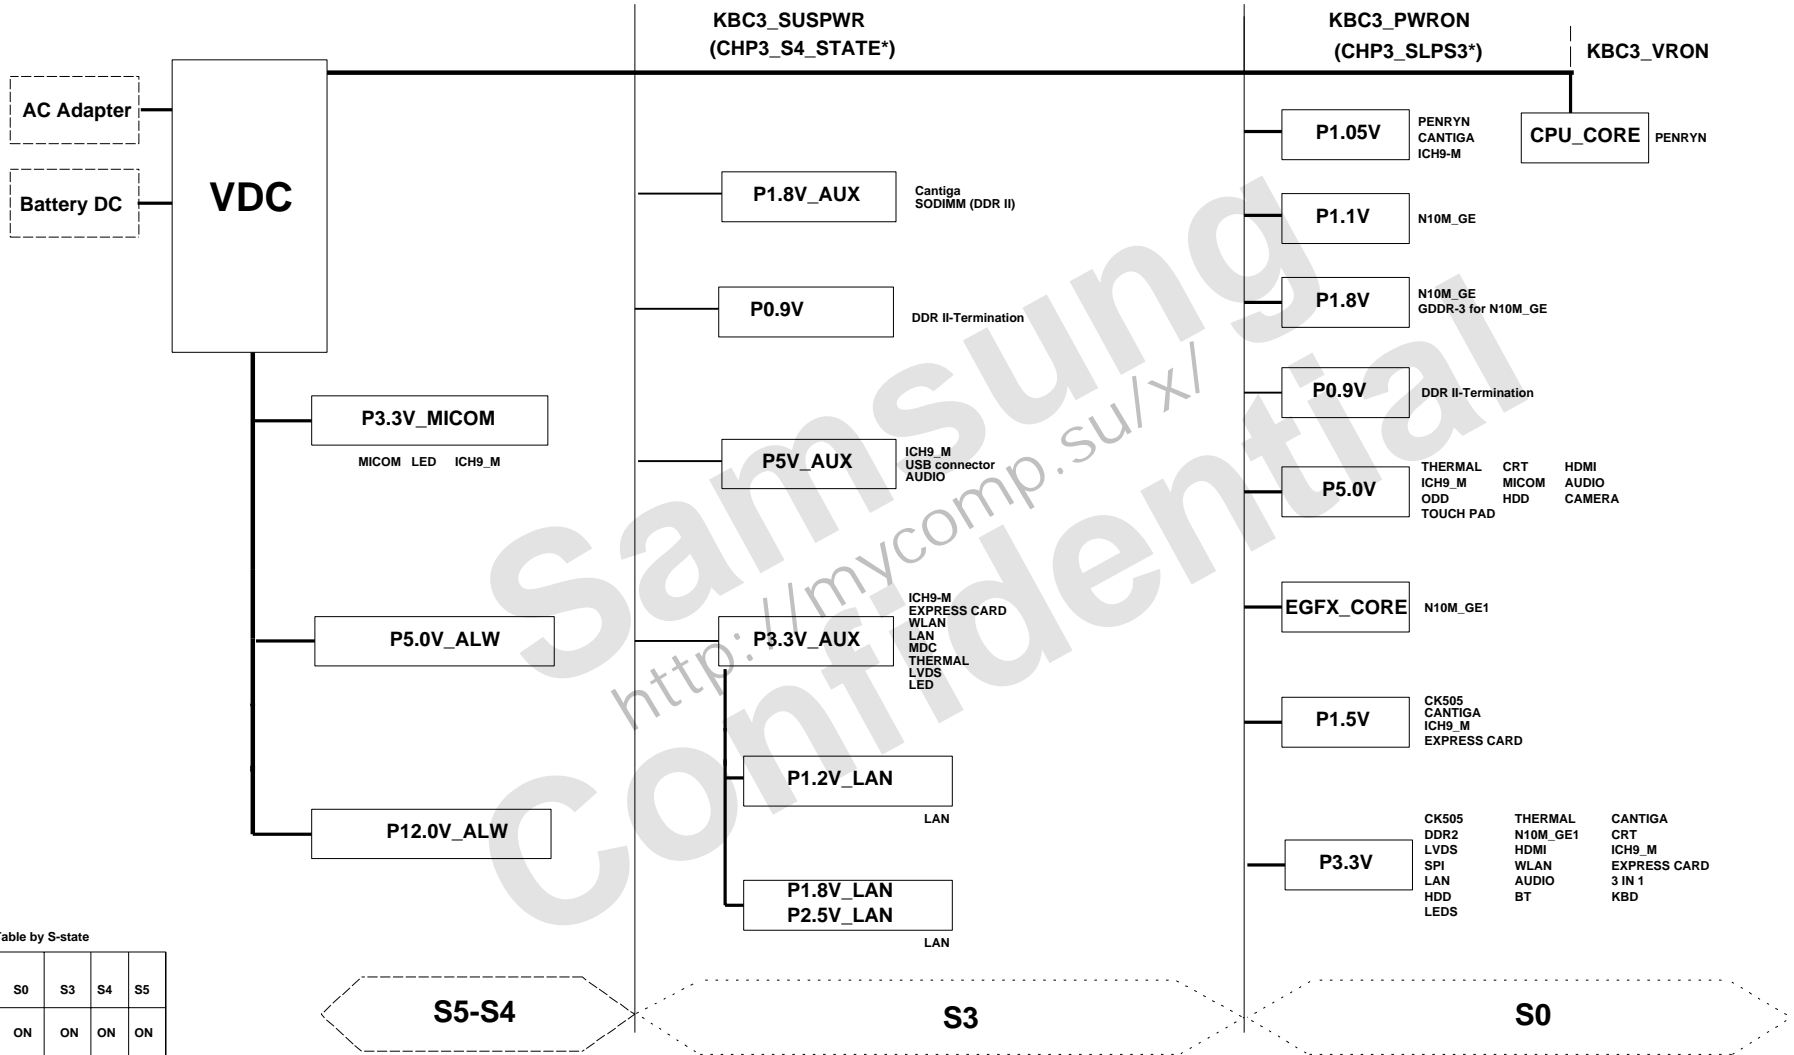 KBC3_SUSPWR
(CHP3_S4_STATE*)
KBC3_PWRON
(CHP3_SLPS3*)
KBC3_VRON
AC Adapter
Battery DC
VDC
P3.3V_MICOM
MICOM LED ICH9_M
P5.0V_ALW
P12.0V_ALW
P1.8V_AUX
Cantiga
SODIMM (DDR II)
P0.9V
DDR II-Termination
P5V_AUX
ICH9_M
USB connector
AUDIO
P3.3V_AUX
ICH9-M
EXPRESS CARD
WLAN
LAN
MDC
THERMAL
LVDS
LED
P1.2V_LAN
LAN
P1.8V_LAN
P2.5V_LAN
LAN
P1.05V
PENRYN
CANTIGA
ICH9-M
CPU_CORE
PENRYN
P1.1V
N10M_GE
P1.8V
N10M_GE
GDDR-3 for N10M_GE
P0.9V
DDR II-Termination
P5.0V
THERMAL CRT HDMI
ICH9_M MICOM AUDIO
ODD HDD CAMERA
TOUCH PAD
EGFX_CORE
N10M_GE1
P1.5V
CK505
CANTIGA
ICH9_M
EXPRESS CARD
P3.3V
CK505 THERMAL CANTIGA
DDR2 N10M_GE1 CRT
LVDS HDMI ICH9_M
SPI WLAN EXPRESS CARD
LAN AUDIO 3 IN 1
HDD BT KBD
LEDS
Table by S-state
S0 S3 S4 S5
ON ON ON ON
S5-S4
S3
S0
Samsung
Confidential
http://mycomp.su/x/